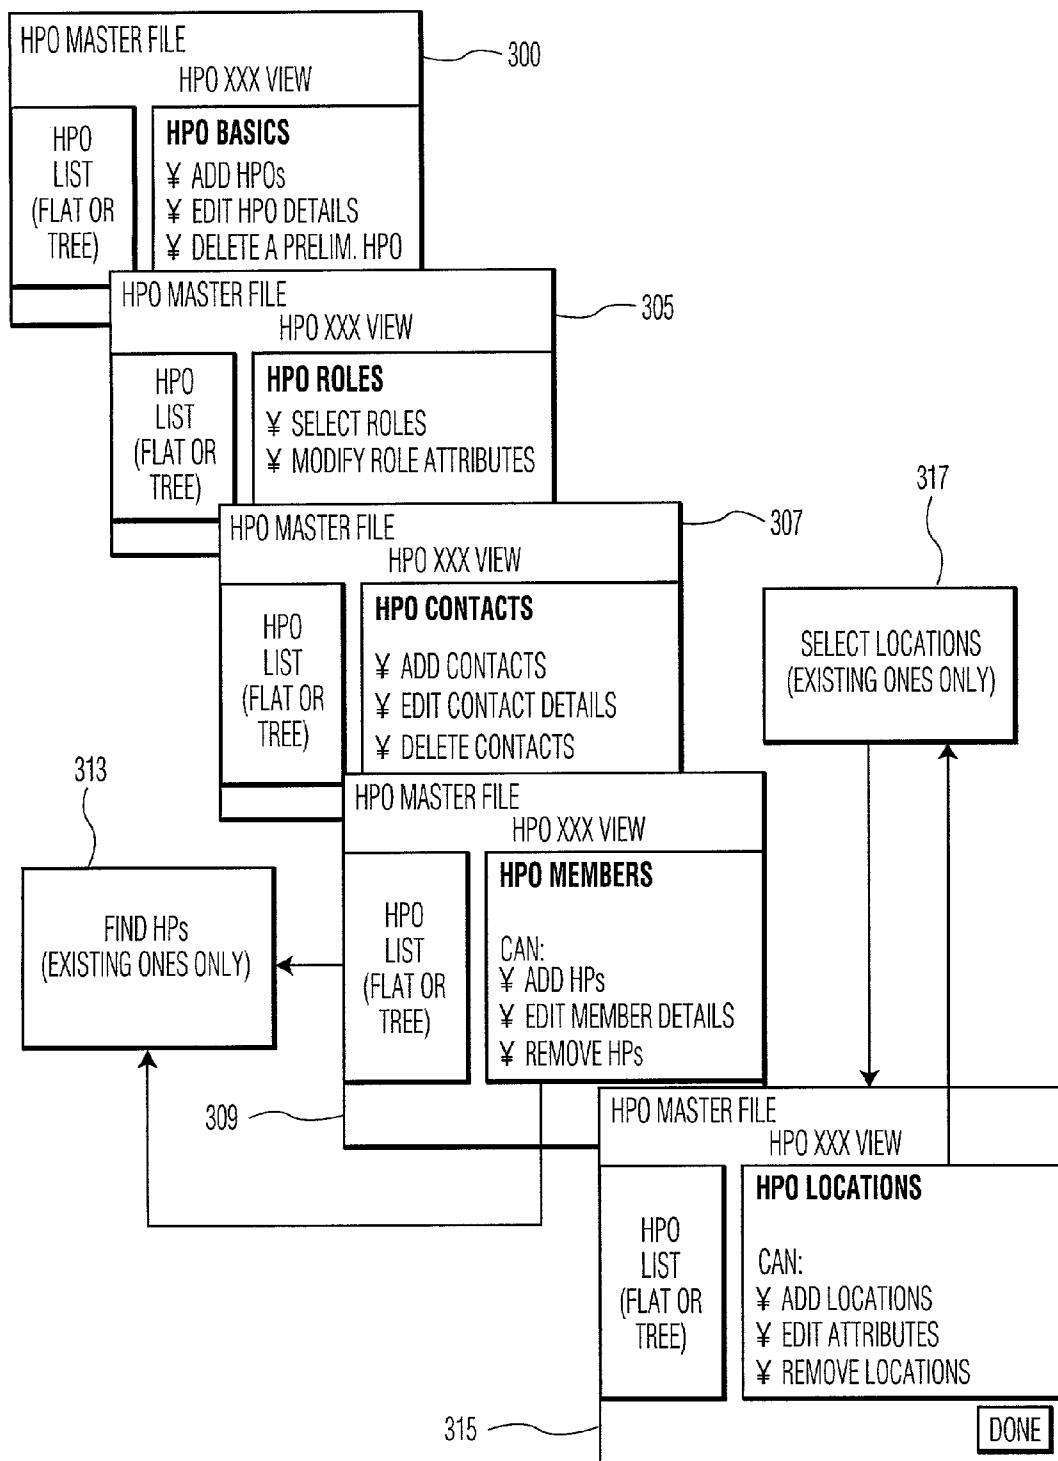 HPO MASTER FILE
HPO XXX VIEW
300
HPO
LIST
(FLAT OR
TREE)
HPO BASICS
¥ ADD HPOs
¥ EDIT HPO DETAILS
¥ DELETE A PRELIM. HPO
HPO MASTER FILE
HPO XXX VIEW
305
HPO
LIST
(FLAT OR
TREE)
HPO ROLES
¥ SELECT ROLES
¥ MODIFY ROLE ATTRIBUTES
HPO MASTER FILE
HPO XXX VIEW
307
HPO
LIST
(FLAT OR
TREE)
HPO CONTACTS
¥ ADD CONTACTS
¥ EDIT CONTACT DETAILS
¥ DELETE CONTACTS
317
SELECT LOCATIONS
(EXISTING ONES ONLY)
313
FIND HPs
(EXISTING ONES ONLY)
HPO MASTER FILE
HPO XXX VIEW
HPO
LIST
(FLAT OR
TREE)
HPO MEMBERS
CAN:
¥ ADD HPs
¥ EDIT MEMBER DETAILS
¥ REMOVE HPs
309
HPO MASTER FILE
HPO XXX VIEW
HPO
LIST
(FLAT OR
TREE)
HPO LOCATIONS
CAN:
¥ ADD LOCATIONS
¥ EDIT ATTRIBUTES
¥ REMOVE LOCATIONS
315
DONE